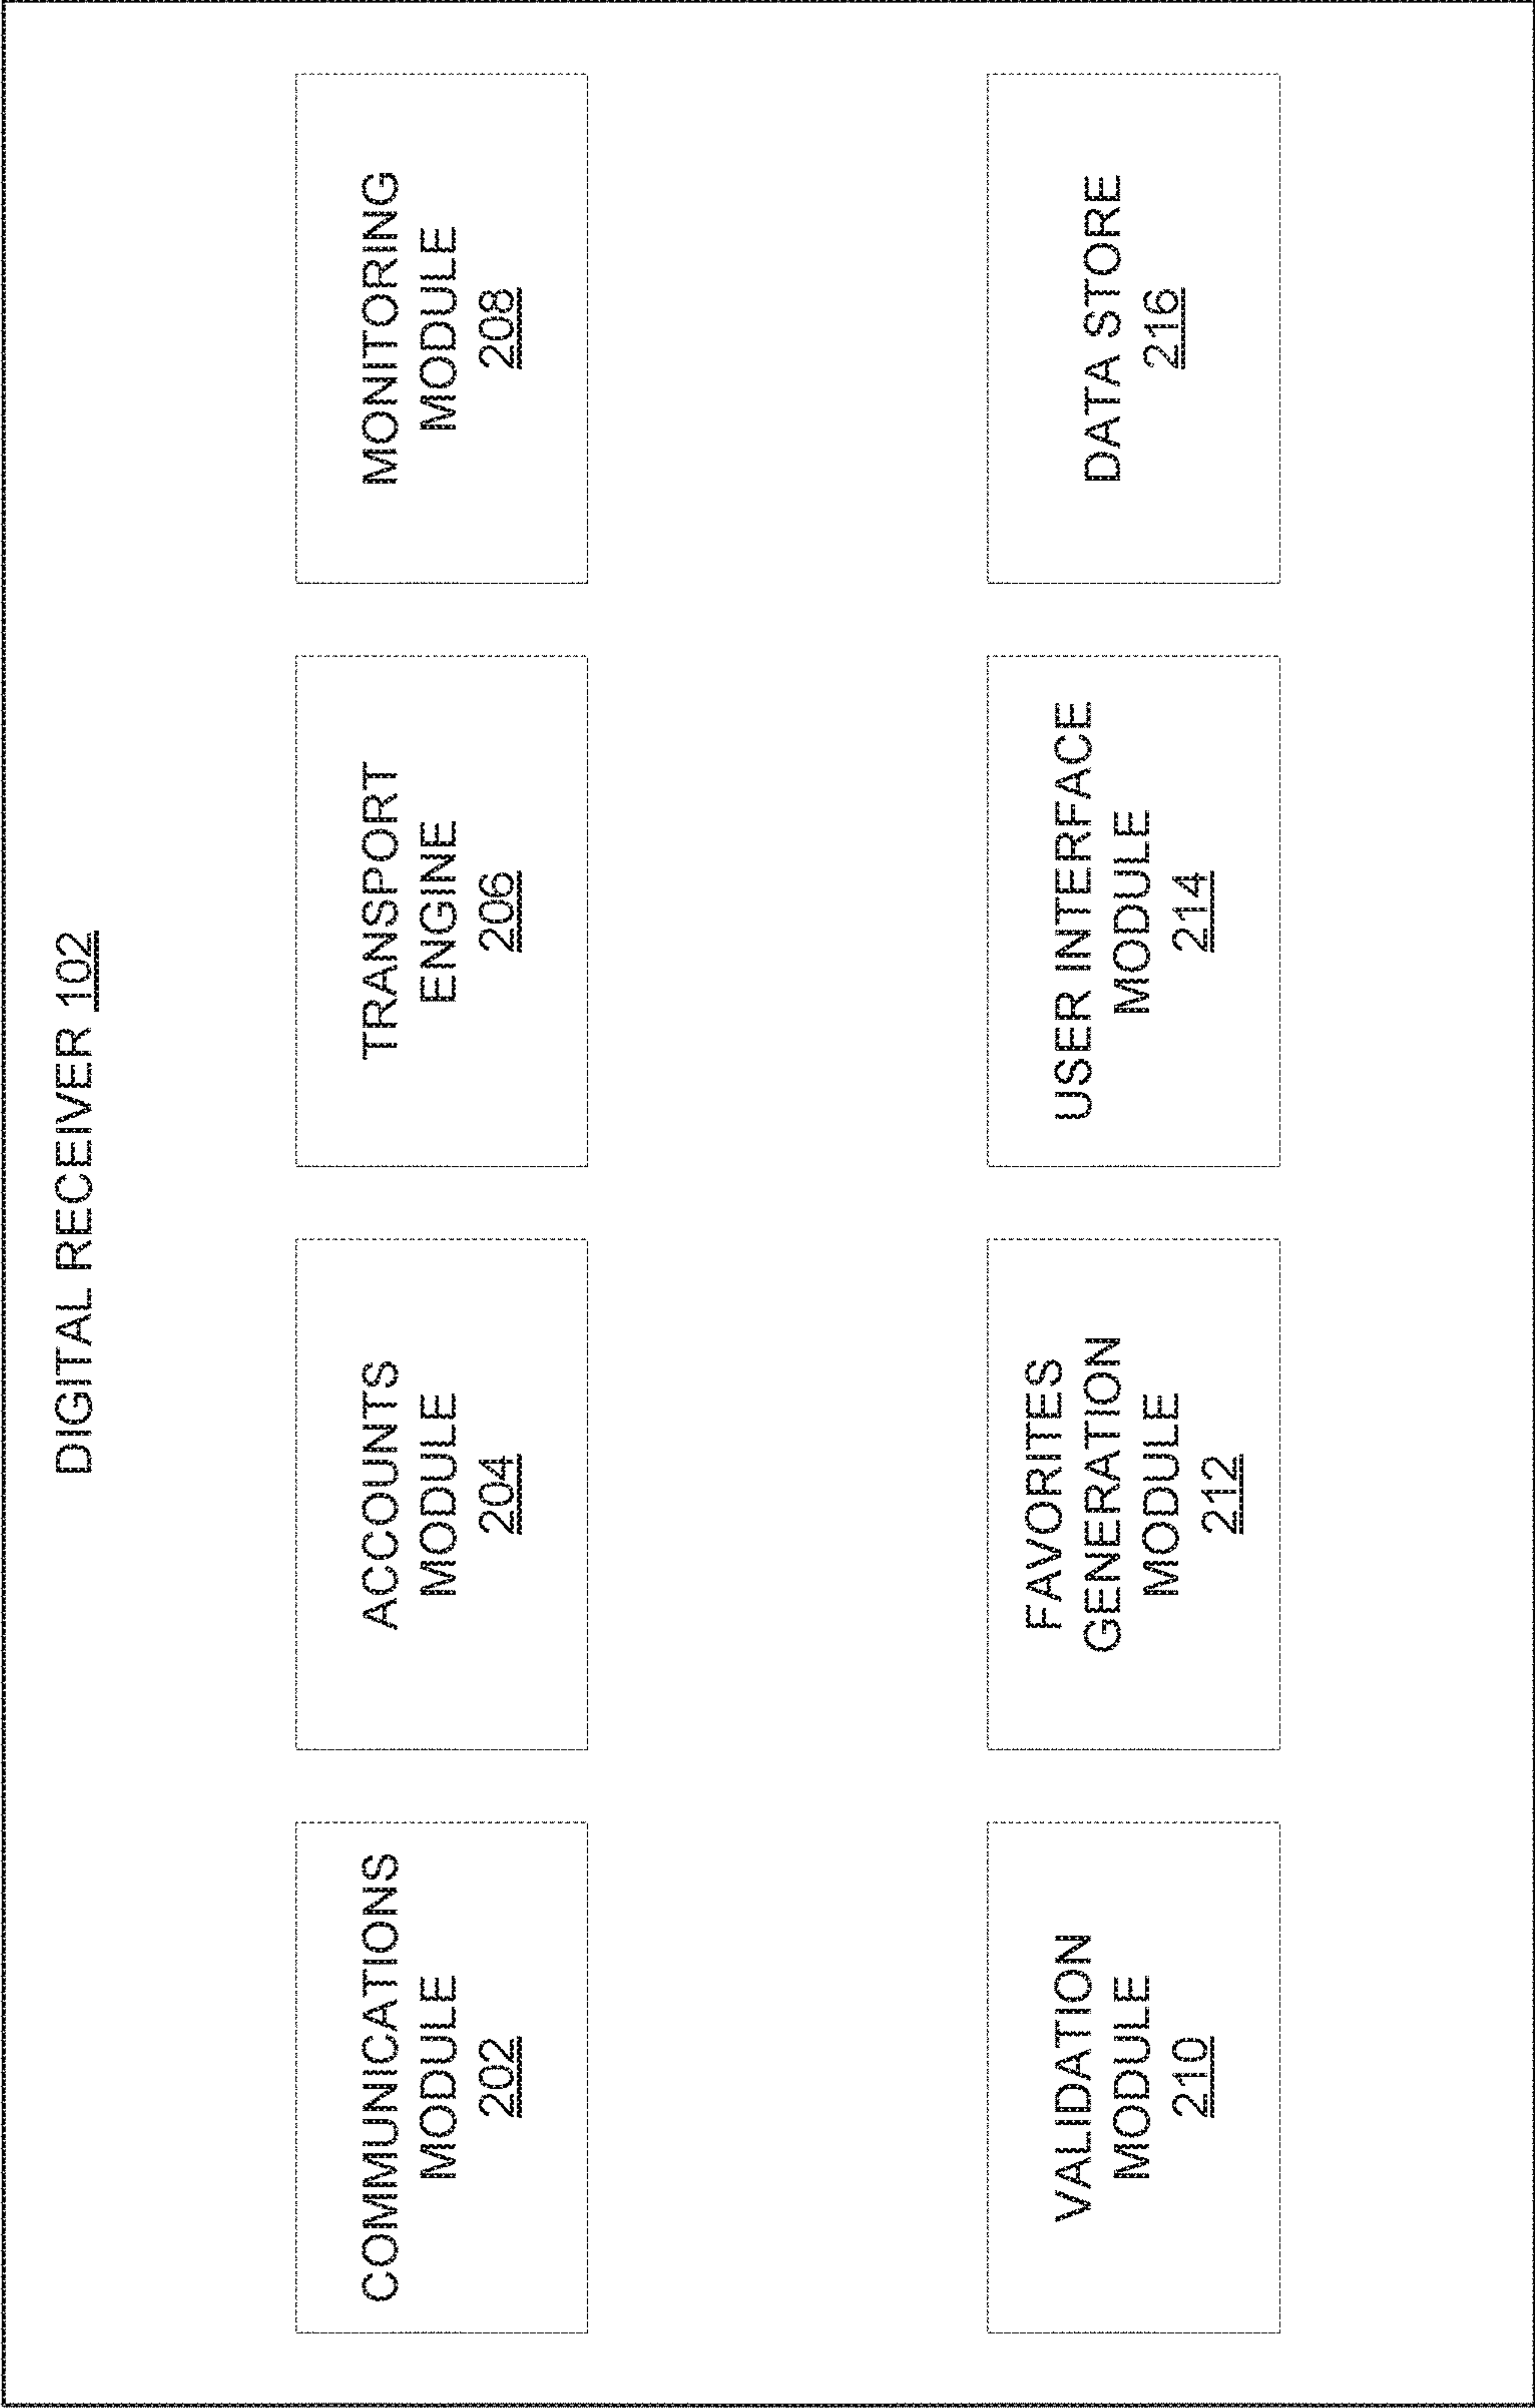 DIGITAL RECEIVER 102
COMMUNICATIONS
MODULE
202
ACCOUNTS
MODULE
204
TRANSPORT
ENGINE
206
MONITORING
MODULE
208
VALIDATION
MODULE
210
FAVORITES
GENERATION
MODULE
212
USER INTERFACE
MODULE
214
DATA STORE
216